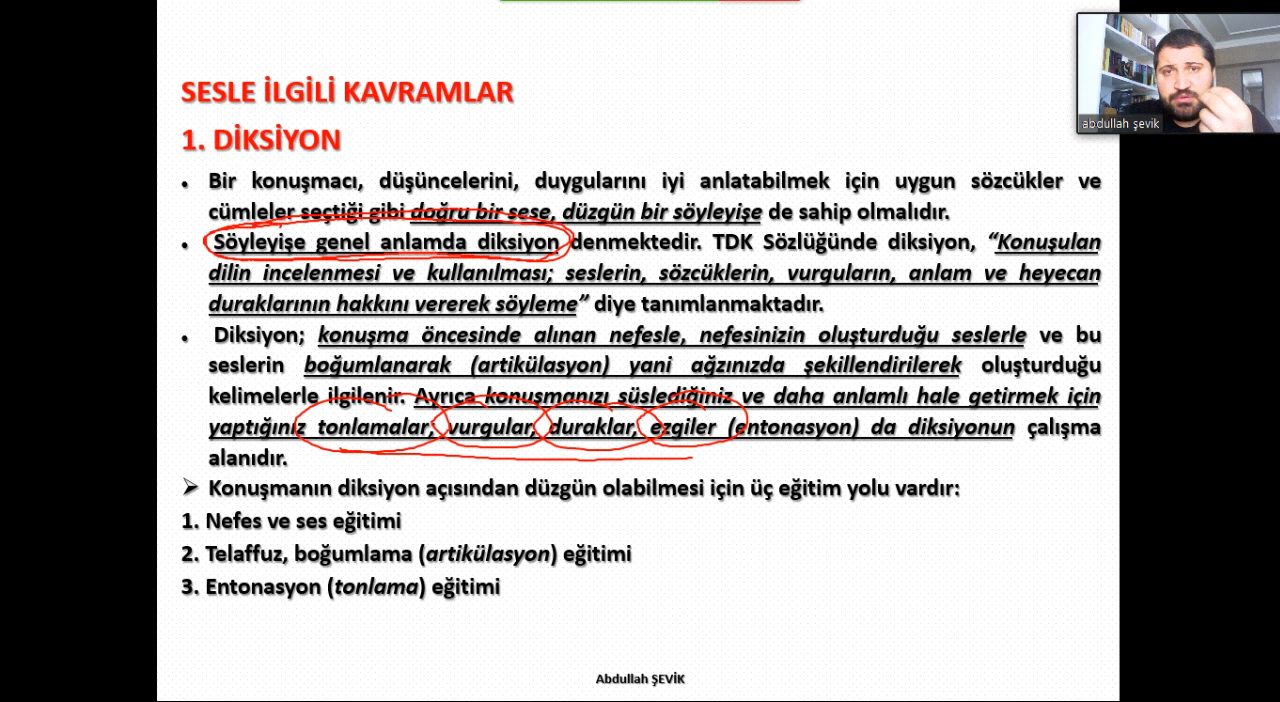 abdullah şevik
SESLE İLGİLİ KAVRAMLAR
1. DİKSİYON
• Bir konuşmacı, düşüncelerini, duygularını iyi anlatabilmek için uygun sözcükler ve
cümleler seçtiği gibi doğru bir sese, düzgün bir söyleyişe de sahip olmalıdır.
• Söyleyişe genel anlamda diksiyon denmektedir. TDK Sözlüğünde diksiyon, “Konuşulan
dilin incelenmesi ve kullanılması; seslerin, sözcüklerin, vurguların, anlam ve heyecan
duraklarının hakkını vererek söyleme” diye tanımlanmaktadır.
• Diksiyon; konuşma öncesinde alınan nefesle, nefesinizin oluşturduğu seslerle ve bu
seslerin boğumlanarak (artikülasyon) yani ağzınızda şekillendirilerek oluşturduğu
kelimelerle ilgilenir. Ayrıca konuşmanızı süslediğiniz ve daha anlamlı hale getirmek için
yaptığınız tonlamalar, vurgular, duraklar, ezgiler (entonasyon) da diksiyonun çalışma
alanıdır.
➢ Konuşmanın diksiyon açısından düzgün olabilmesi için üç eğitim yolu vardır:
1. Nefes ve ses eğitimi
2. Telaffuz, boğumlama (artikülasyon) eğitimi
3. Entonasyon (tonlama) eğitimi
Abdullah ŞEVİK